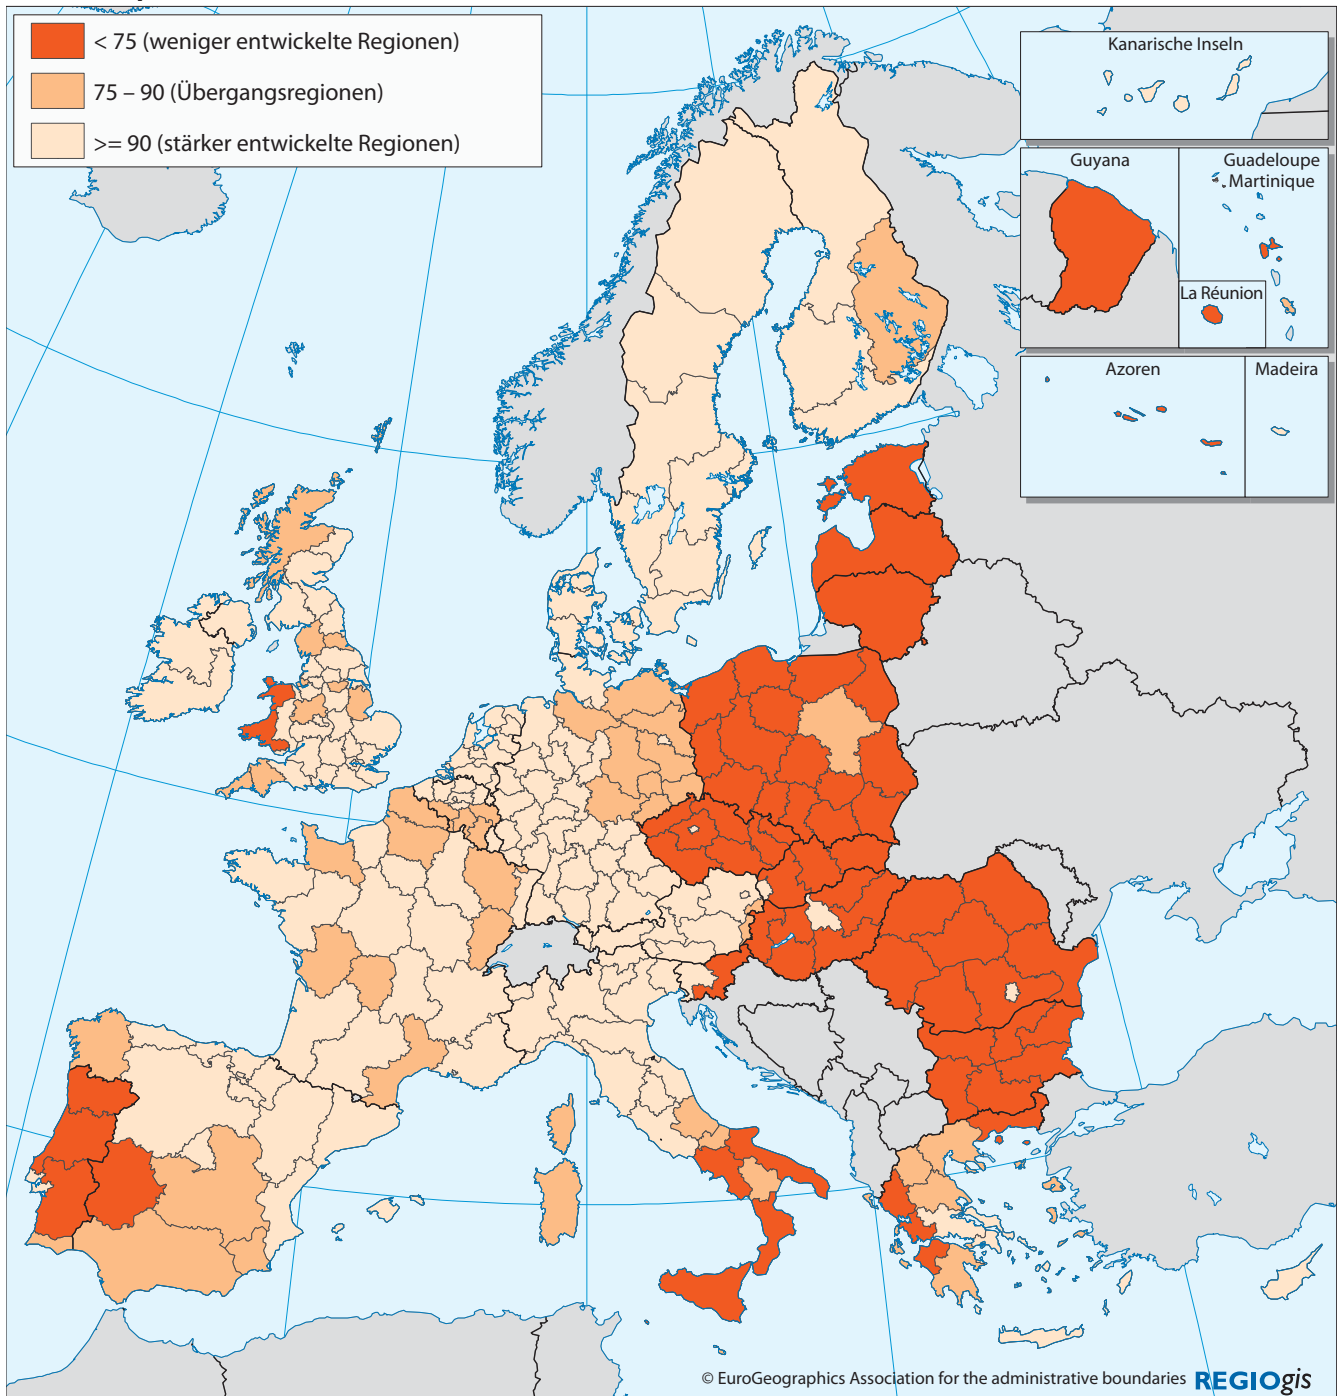 < 75 (weniger entwickelte Regionen)
75 – 90 (Übergangsregionen)
>= 90 (stärker entwickelte Regionen)
Kanarische Inseln
Guyana
Guadeloupe
Martinique
La Réunion
Azoren
Madeira
© EuroGeographics Association for the administrative boundaries REGIOgis